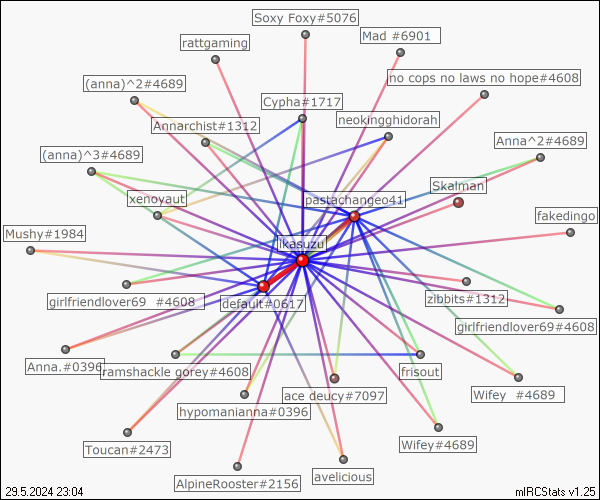 Soxy Foxy#5076
Mad #6901
rattgaming
no cops no laws no hope#4608
(anna)^2#4689
Cypha#1717
neokingghidorah
Annarchist#1312
Anna^2#4689
(anna)^3#4689
Skalman
xenoyaut
pastachangeo41
fakedingo
Mushy#1984
ikasuzu
girlfriendlover69 #4608
default#0617
zibbits#1312
girlfriendlover69#4608
Anna.#0396
ramshackle gorey#4608
frisout
ace deucy#7097
Wifey #4689
hypomanianna#0396
Toucan#2473
Wifey#4689
AlpineRooster#2156
avelicious
29.5.2024 23:04
mIRCStats v1.25